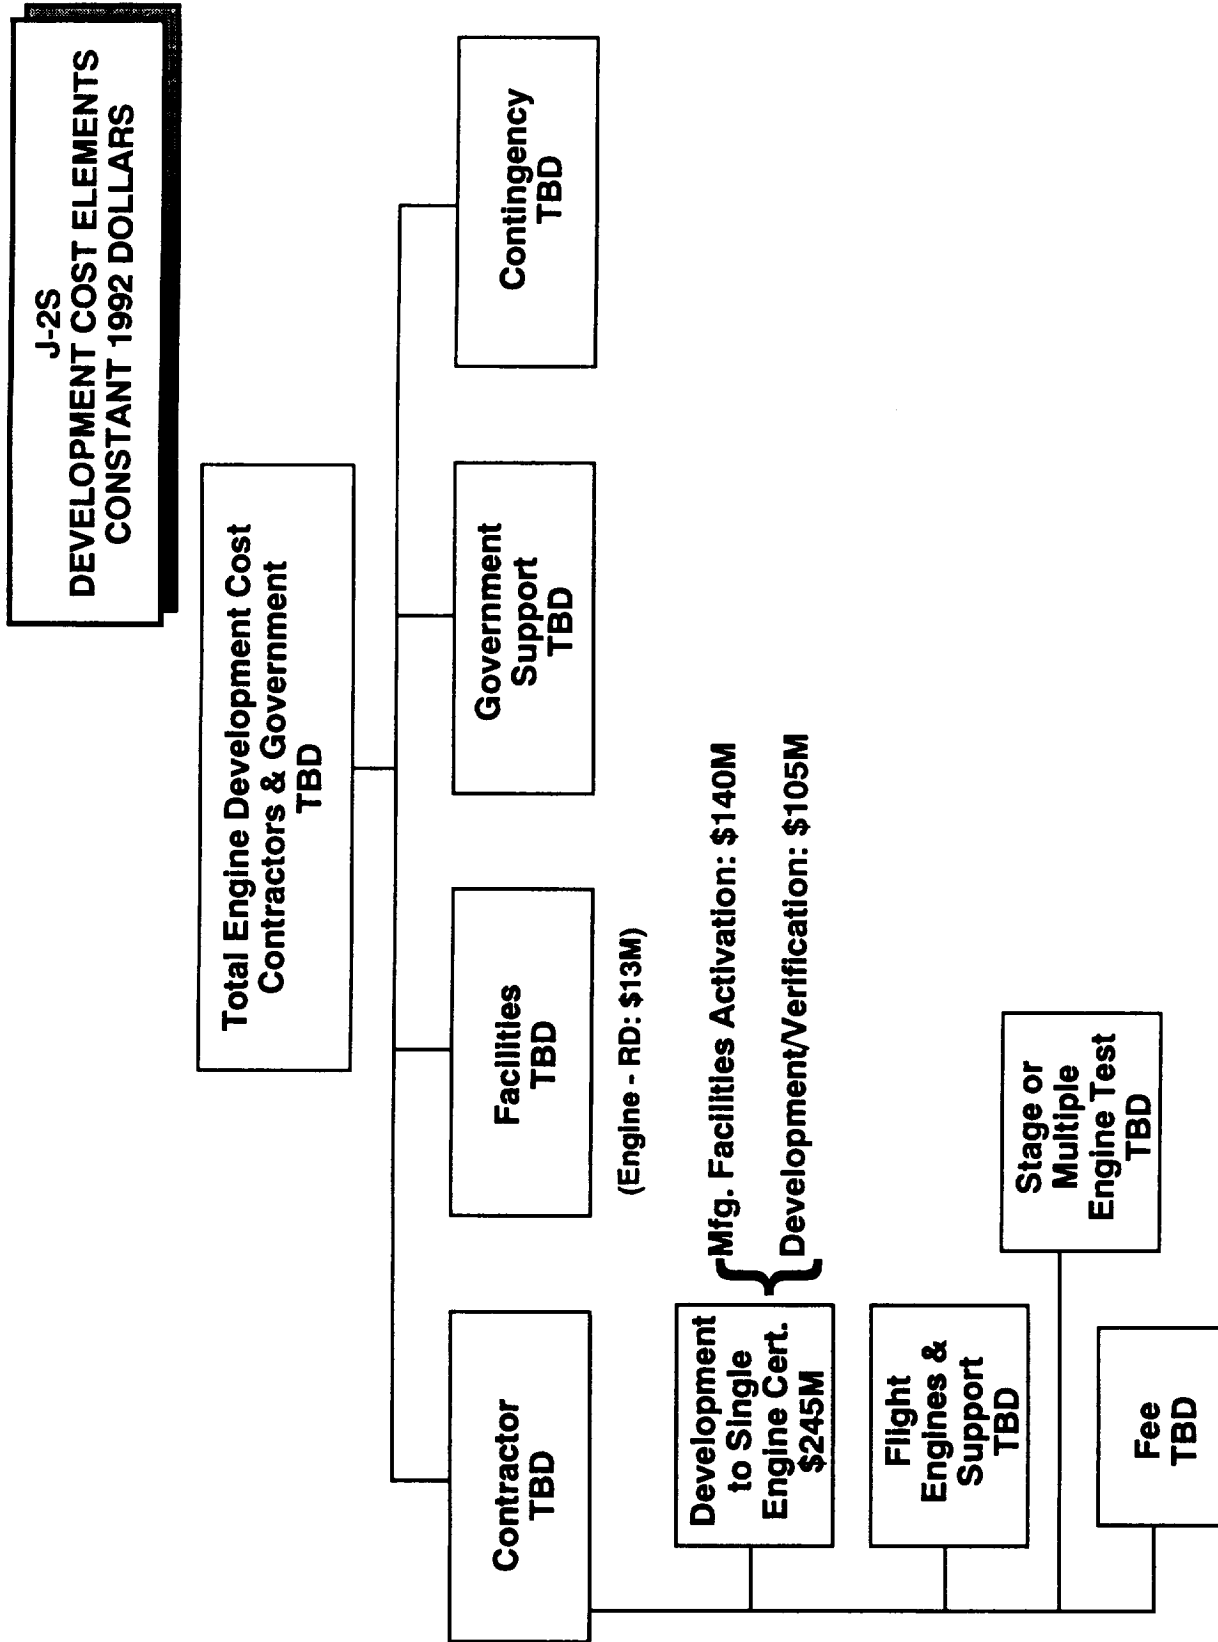 J-2S
DEVELOPMENT COST ELEMENTS
CONSTANT 1992 DOLLARS
Total Engine Development Cost
Contractors & Government
TBD
Contractor
TBD
Facilities
TBD
(Engine - RD: $13M)
Government
Support
TBD
Contingency
TBD
Development
to Single
Engine Cert.
$245M
Mfg. Facilities Activation: $140M
Development/Verification: $105M
Flight
Engines &
Support
TBD
Stage or
Multiple
Engine Test
TBD
Fee
TBD